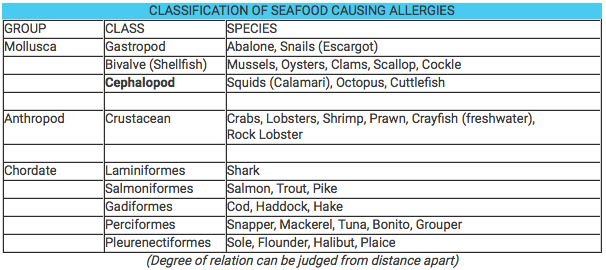 CLASSIFICATION OF SEAFOOD CAUSING ALLERGIES
GROUP CLASS SPECIES
Mollusca Gastropod Abalone, Snails (Escargot)
Bivalve (Shellfish) Mussels, Oysters, Clams, Scallop, Cockle
Cephalopod Squids (Calamari), Octopus, Cuttlefish
Anthropod Crustacean Crabs, Lobsters, Shrimp, Prawn, Crayfish (freshwater),
Rock Lobster
Chordate Laminiformes Shark
Salmoniformes Salmon, Trout, Pike
Gadiformes Cod, Haddock, Hake
Perciformes Snapper, Mackerel, Tuna, Bonito, Grouper
Pleurenectiformes Sole, Flounder, Halibut, Plaice
(Degree of relation can be judged from distance apart)